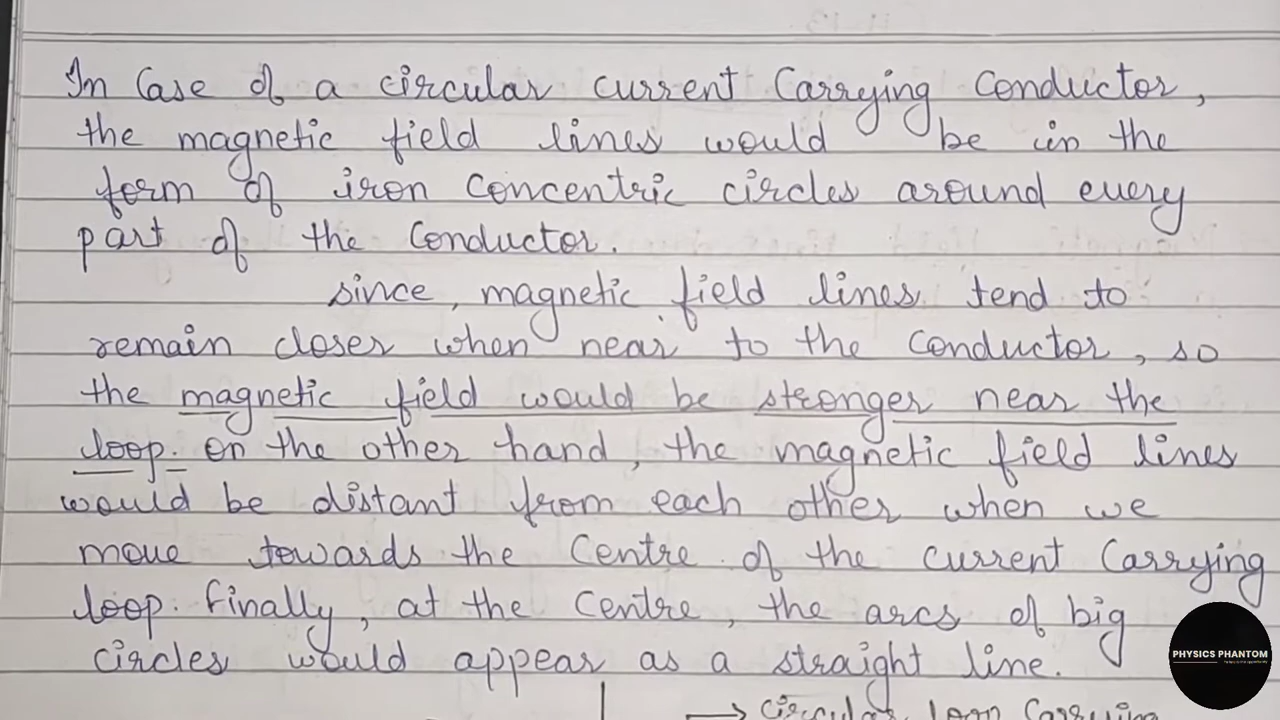 In Case of a circular current Carrying Conductor,
the magnetic field lines would be in the
form of iron Concentric circles around every
part of the Conductor.
since, magnetic field lines tend to
remain closer when near to the Conductor, so
the magnetic field would be stronger near the
loop. on the other hand, the magnetic field lines
would be distant from each other when we
move towards the Centre of the current Carrying
loop. finally, at the Centre, the arcs of big
circles would appear as a straight line.
PHYSICS PHANTOM
→ Circular loop Carrying